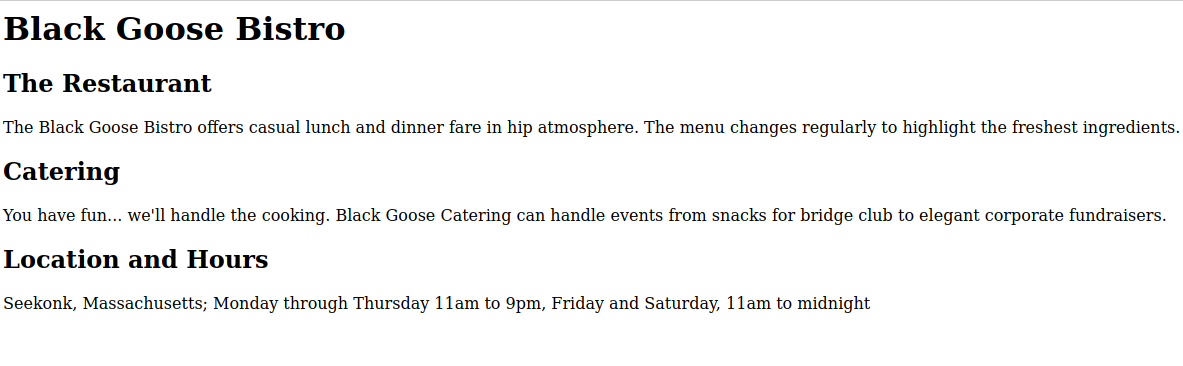 Black Goose Bistro
The Restaurant
The Black Goose Bistro offers casual lunch and dinner fare in hip atmosphere. The menu changes regularly to highlight the freshest ingredients.
Catering
You have fun... we'll handle the cooking. Black Goose Catering can handle events from snacks for bridge club to elegant corporate fundraisers.
Location and Hours
Seekonk, Massachusetts; Monday through Thursday 11am to 9pm, Friday and Saturday, 11am to midnight